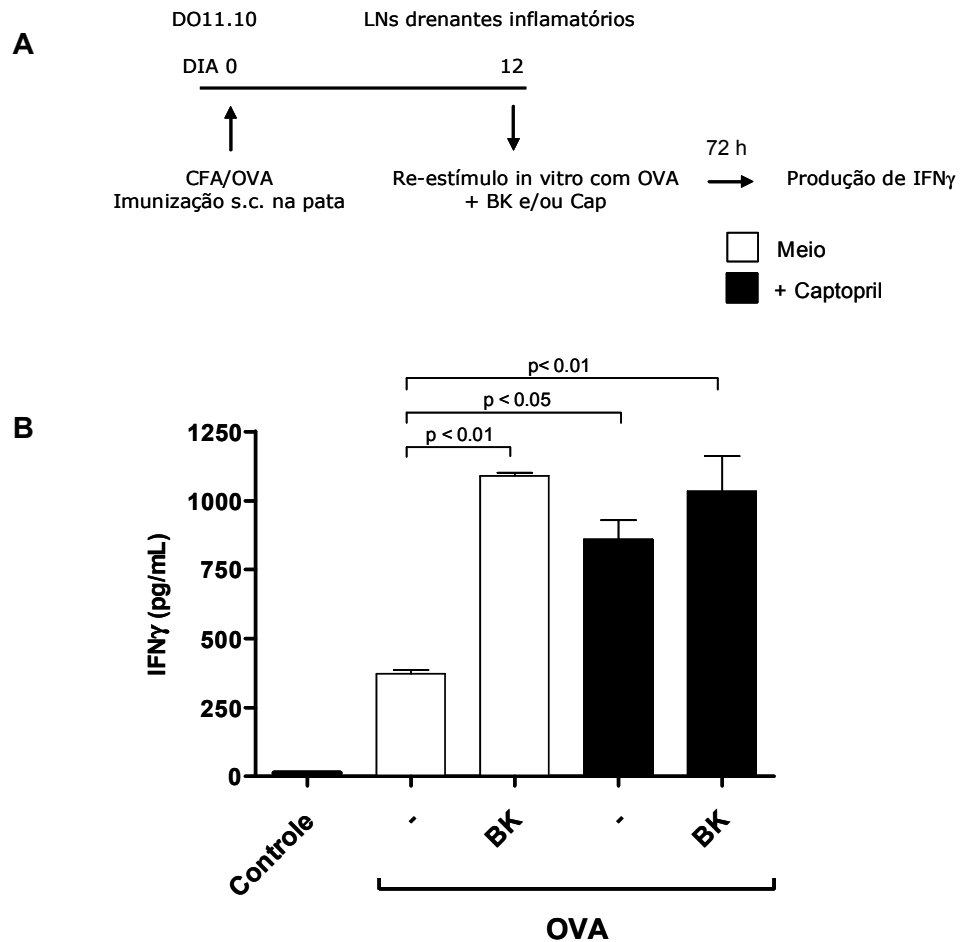 DO11.10 LNs drenantes inflamatórios
A
DIA 0 12
72 h
CFA/OVA Re-estímulo in vitro com OVA Produção de IFNγ
Imunização s.c. na pata + BK e/ou Cap
Meio
+ Captopril
p< 0.01
p < 0.05
B
p < 0.01
1250
1000
750
500
250
0
IFNγ (pg/mL)
Controle - BK - BK
OVA